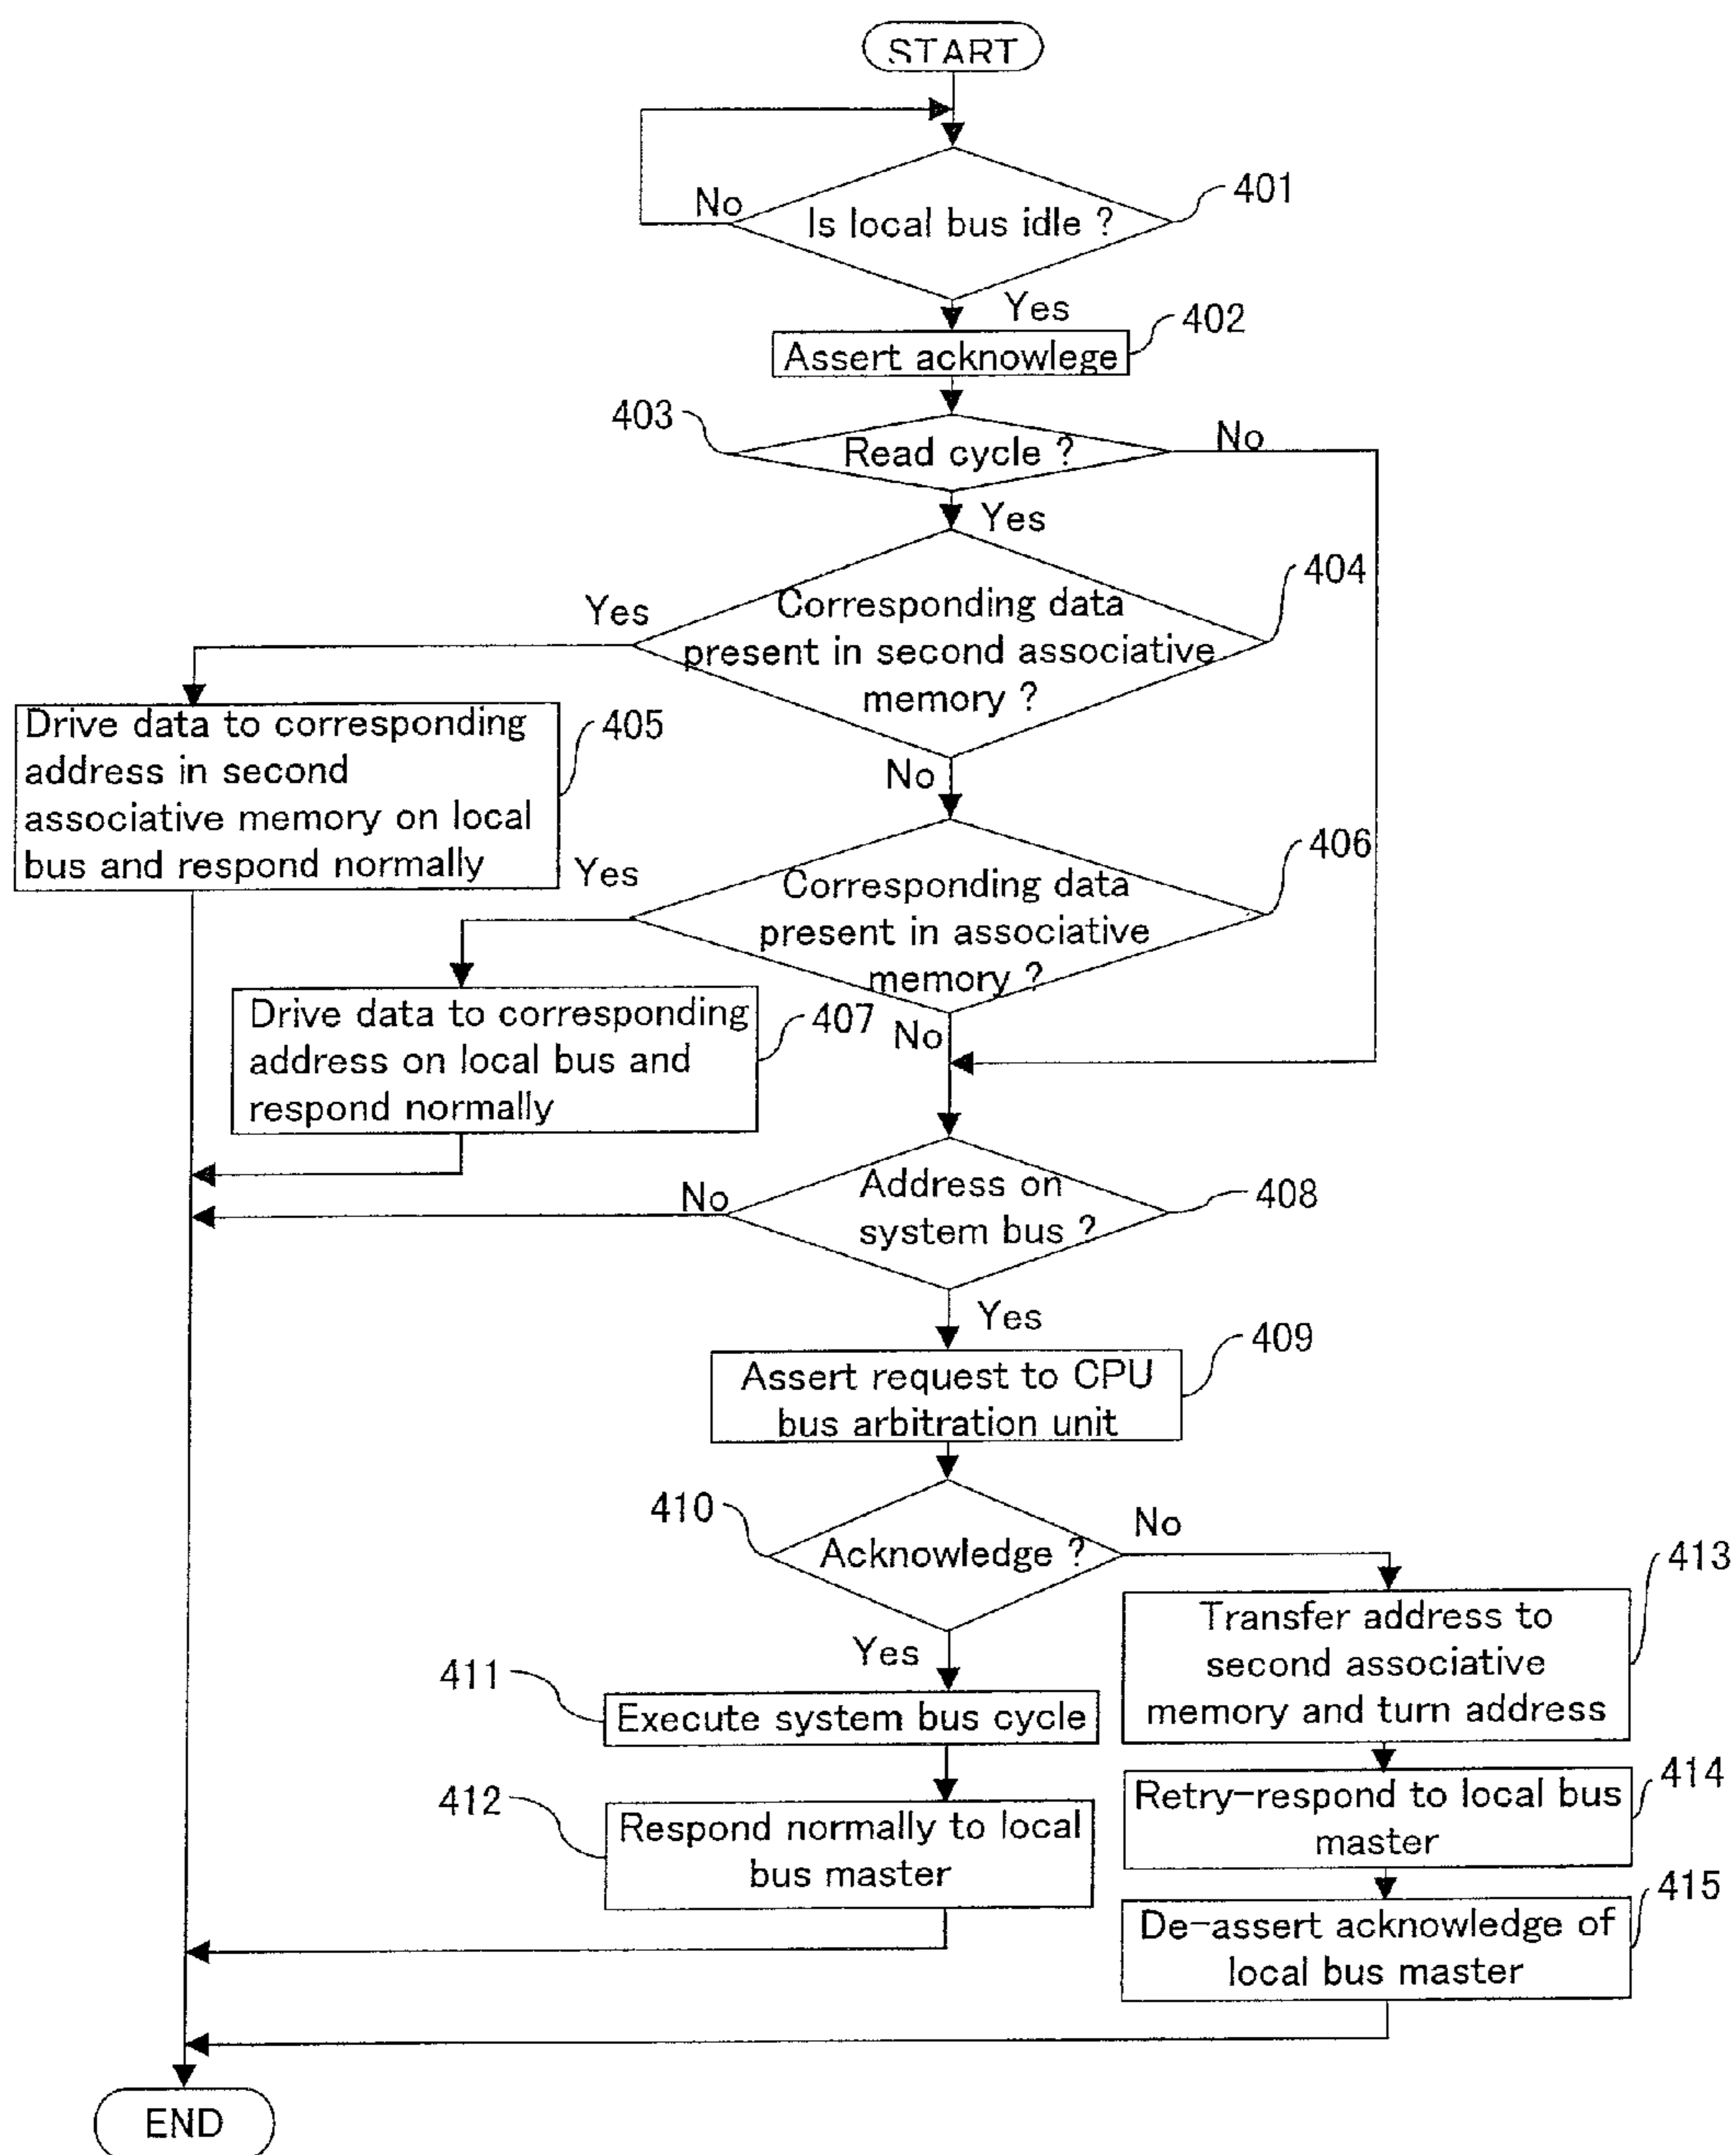 START
No
Is local bus idle ?
401
Yes
402
Assert acknowlege
403
Read cycle ?
No
Yes
404
Yes
Corresponding data
present in second associative
memory ?
Drive data to corresponding
address in second
associative memory on local
bus and respond normally
405
No
406
Yes
Corresponding data
present in associative
memory ?
Drive data to corresponding
address on local bus and
respond normally
407
No
No
Address on
system bus ?
408
Yes
409
Assert request to CPU
bus arbitration unit
410
Acknowledge ?
No
413
Transfer address to
second associative
memory and turn address
Yes
411
Execute system bus cycle
414
Retry-respond to local bus
master
412
Respond normally to local
bus master
415
De-assert acknowledge of
local bus master
END